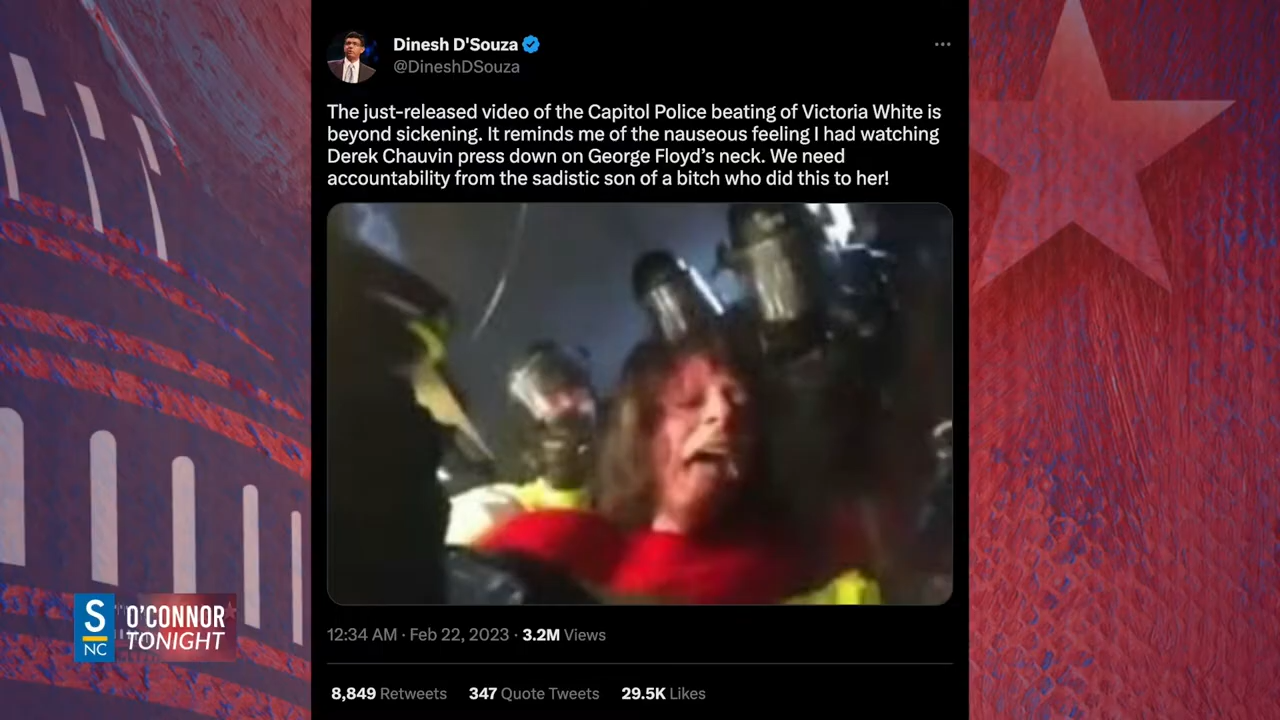 Dinesh D'Souza
@DineshDSouza
The just-released video of the Capitol Police beating of Victoria White is
beyond sickening. It reminds me of the nauseous feeling I had watching
Derek Chauvin press down on George Floyd's neck. We need
accountability from the sadistic son of a bitch who did this to her!
12:34 AM · Feb 22, 2023 · 3.2M Views
8,849 Retweets 347 Quote Tweets 29.5K Likes
S
NC
O'CONNOR
TONIGHT